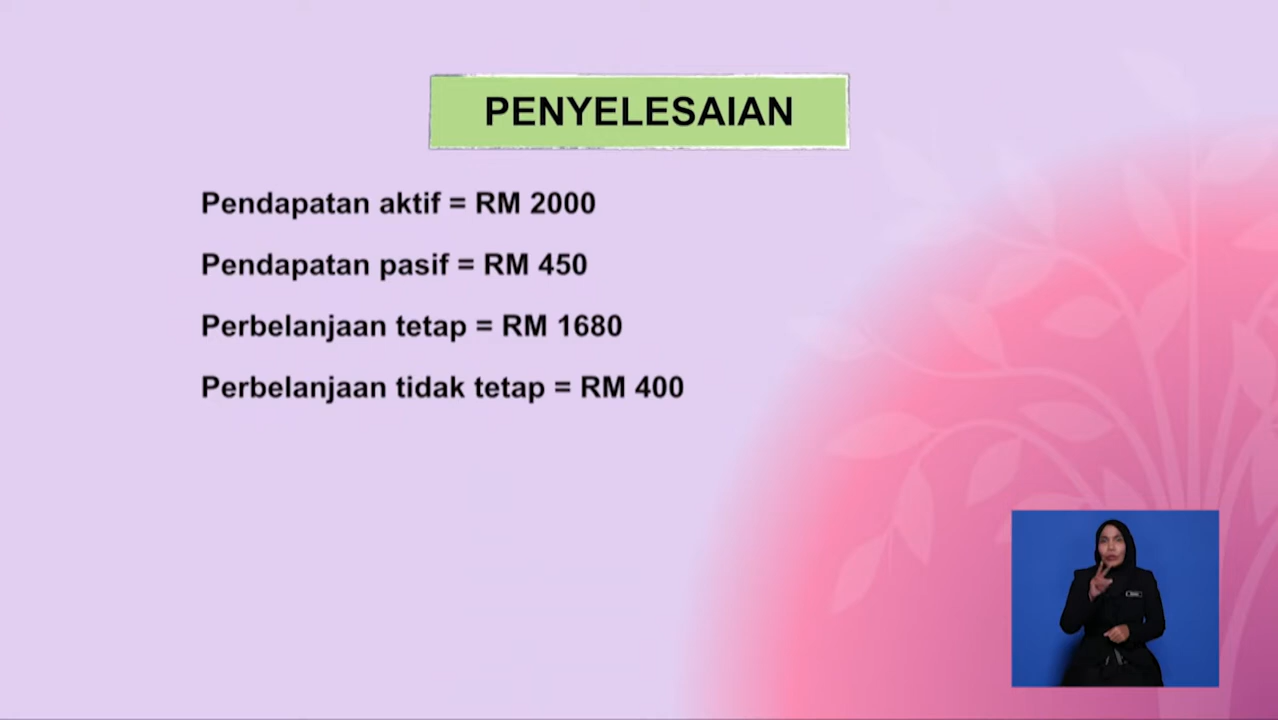 PENYELESAIAN
Pendapatan aktif = RM 2000
Pendapatan pasif = RM 450
Perbelanjaan tetap = RM 1680
Perbelanjaan tidak tetap = RM 400